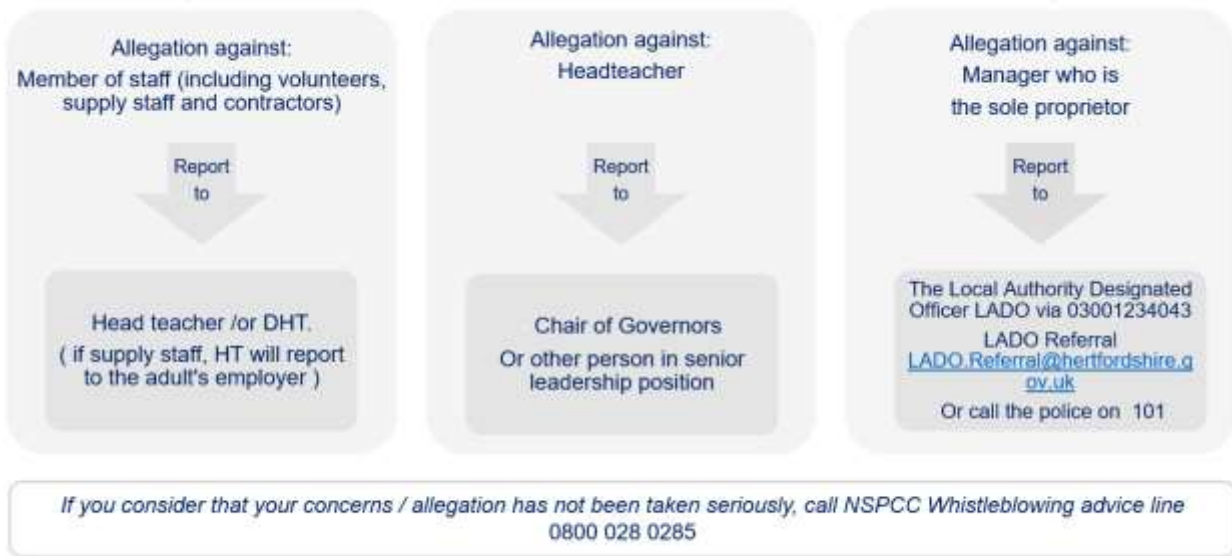 Allegation against:
Member of staff (including volunteers,
supply staff and contractors)
Report
to
Head teacher /or DHT.
( if supply staff, HT will report
to the adult's employer )
Allegation against:
Headteacher
Report
to
Chair of Governors
Or other person in senior
leadership position
Allegation against:
Manager who is
the sole proprietor
Report
to
The Local Authority Designated
Officer LADO via 03001234043
LADO Referral
LADO.Referral@hertfordshire.g
ov.uk
Or call the police on 101
If you consider that your concerns / allegation has not been taken seriously, call NSPCC Whistleblowing advice line
0800 028 0285